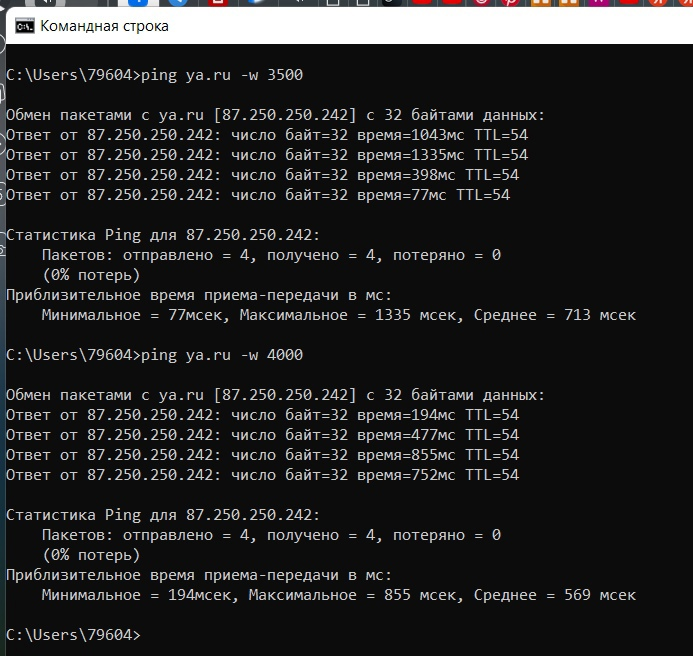 Командная строка
C:\Users\79604>ping ya.ru -w 3500
Обмен пакетами с ya.ru [87.250.250.242] с 32 байтами данных:
Ответ от 87.250.250.242: число байт=32 время=1043мс TTL=54
Ответ от 87.250.250.242: число байт=32 время=1335мс TTL=54
Ответ от 87.250.250.242: число байт=32 время=398мс TTL=54
Ответ от 87.250.250.242: число байт=32 время=77мс TTL=54
Статистика Ping для 87.250.250.242:
Пакетов: отправлено = 4, получено = 4, потеряно = 0
(0% потерь)
Приблизительное время приема-передачи в мс:
Минимальное = 77мсек, Максимальное = 1335 мсек, Среднее = 713 мсек
C:\Users\79604>ping ya.ru -w 4000
Обмен пакетами с ya.ru [87.250.250.242] с 32 байтами данных:
Ответ от 87.250.250.242: число байт=32 время=194мс TTL=54
Ответ от 87.250.250.242: число байт=32 время=477мс TTL=54
Ответ от 87.250.250.242: число байт=32 время=855мс TTL=54
Ответ от 87.250.250.242: число байт=32 время=752мс TTL=54
Статистика Ping для 87.250.250.242:
Пакетов: отправлено = 4, получено = 4, потеряно = 0
(0% потерь)
Приблизительное время приема-передачи в мс:
Минимальное = 194мсек, Максимальное = 855 мсек, Среднее = 569 мсек
C:\Users\79604>